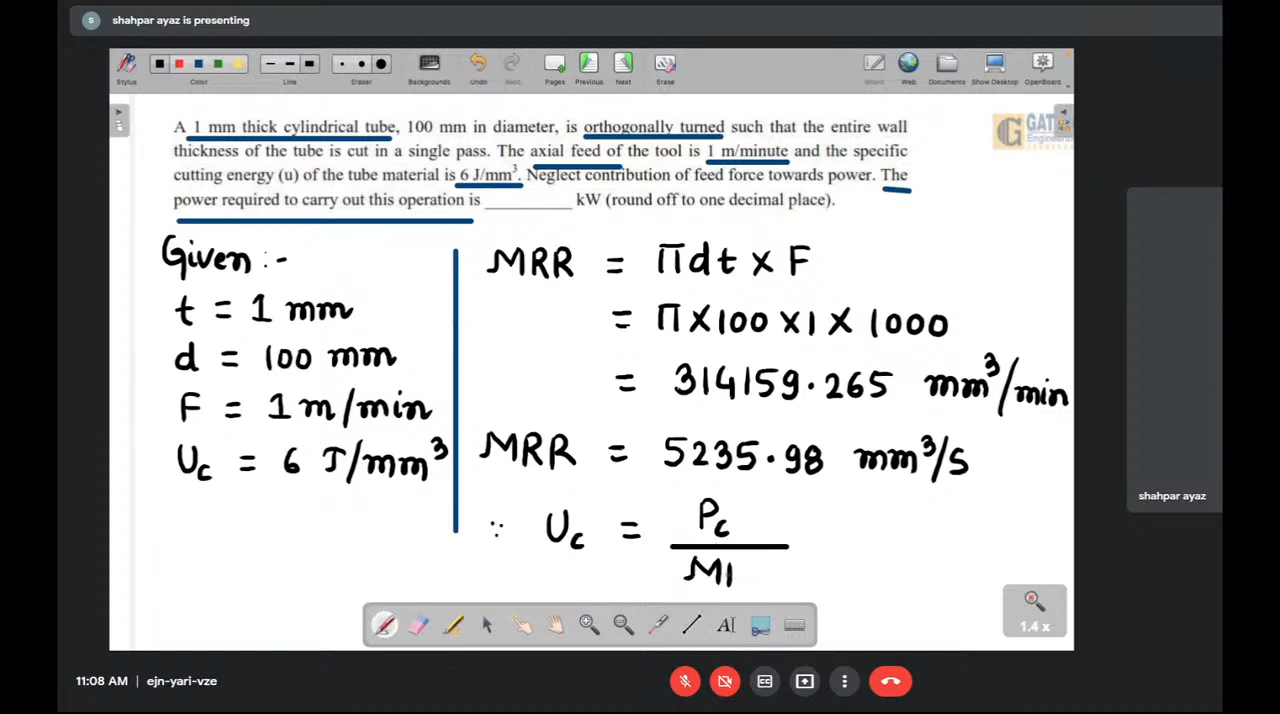 S shahpar ayaz is presenting
Stylus Color Line Eraser Backgrounds Undo Redo Pages Previous Next Erase Board Web Documents Show Desktop OpenBoard
A 1 mm thick cylindrical tube, 100 mm in diameter, is orthogonally turned such that the entire wall
thickness of the tube is cut in a single pass. The axial feed of the tool is 1 m/minute and the specific
cutting energy (u) of the tube material is 6 J/mm³. Neglect contribution of feed force towards power. The
power required to carry out this operation is __________ kW (round off to one decimal place).
GAT
Engineer
Given :-
t = 1 mm
d = 100 mm
F = 1 m/min
Uc = 6 J/mm³
MRR = πdt × F
= π × 100 × 1 × 1000
= 314159.265 mm³/min
MRR = 5235.98 mm³/s
∵ Uc = Pc
M
1.4 x
shahpar ayaz
11:08 AM | ejn-yari-vze